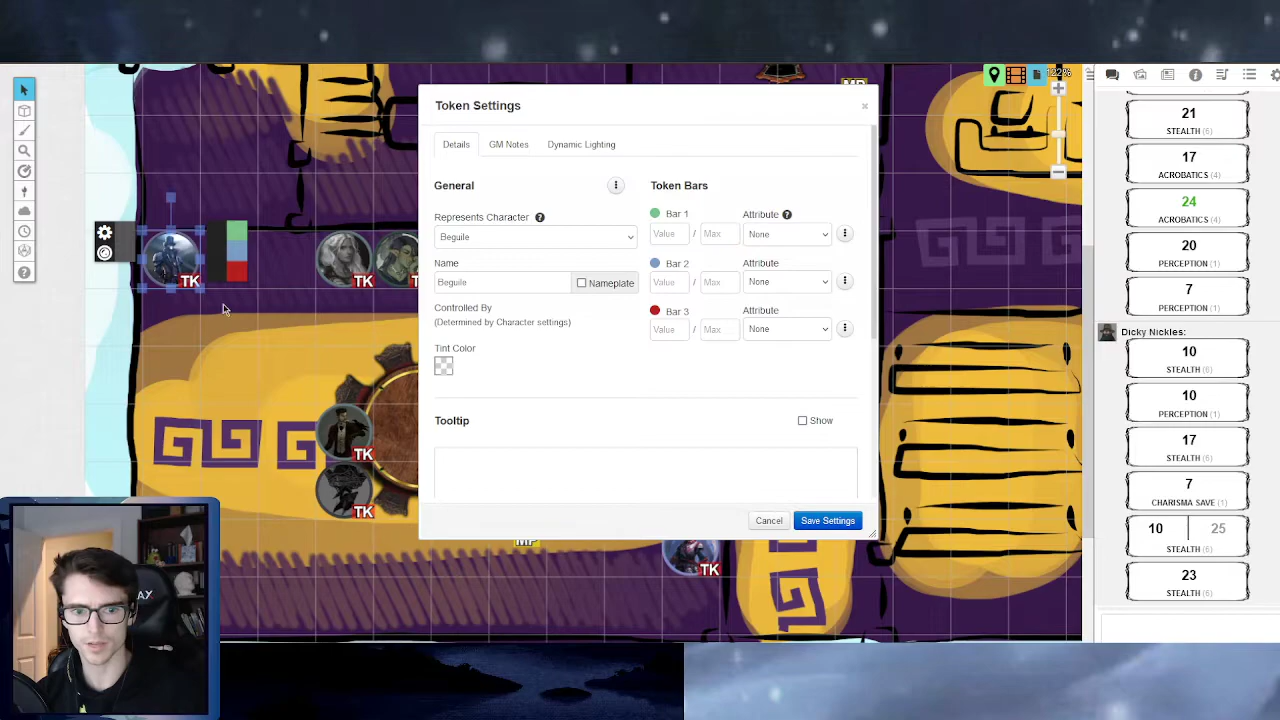 MP
122%
Token Settings
×
Details
GM Notes
Dynamic Lighting
General
Token Bars
Represents Character ?
Beguile
Name
Beguile
Nameplate
Controlled By
(Determined by Character settings)
Tint Color
Bar 1
Attribute ?
Value / Max
None
Bar 2
Attribute
Value / Max
None
Bar 3
Attribute
Value / Max
None
Tooltip
Show
Cancel
Save Settings
TK
TK
TK
TK
TK
MP
21
STEALTH (6)
17
ACROBATICS (4)
24
ACROBATICS (4)
20
PERCEPTION (1)
7
PERCEPTION (1)
Dicky Nickles:
10
STEALTH (6)
10
PERCEPTION (1)
17
STEALTH (6)
7
CHARISMA SAVE (1)
10 25
STEALTH (6)
23
STEALTH (6)